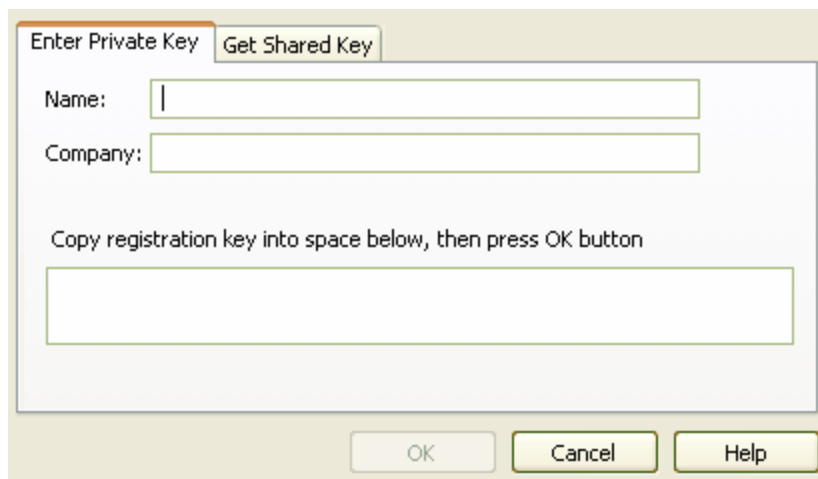 Enter Private Key Get Shared Key
Name:
Company:
Copy registration key into space below, then press OK button
OK Cancel Help